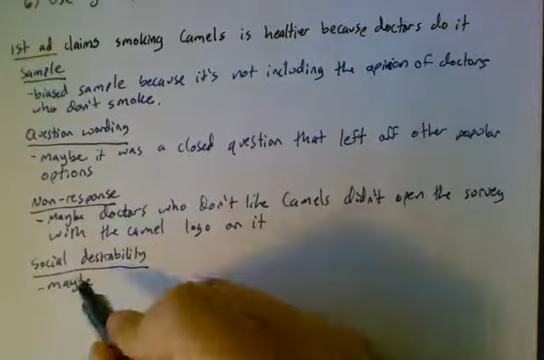 6) Use
1st ad claims smoking Camels is healtier because doctors do it
Sample
-biased sample because it's not including the opinion of doctors
who don't smoke.
Question wording
- Maybe it was a closed question that left off other popular
options
Non-response
- Maybe doctors who don't like Camels didn't open the survey
with the camel logo on it
Social desirability
- maybe